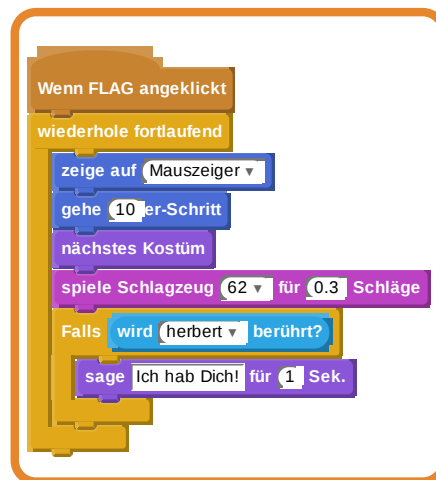 Wenn FLAG angeklickt
wiederhole fortlaufend
zeige auf Mauszeiger
gehe 10 er-Schritt
nächstes Kostüm
spiele Schlagzeug 62 für 0.3 Schläge
Falls wird herbert berührt?
sage Ich hab Dich! für 1 Sek.